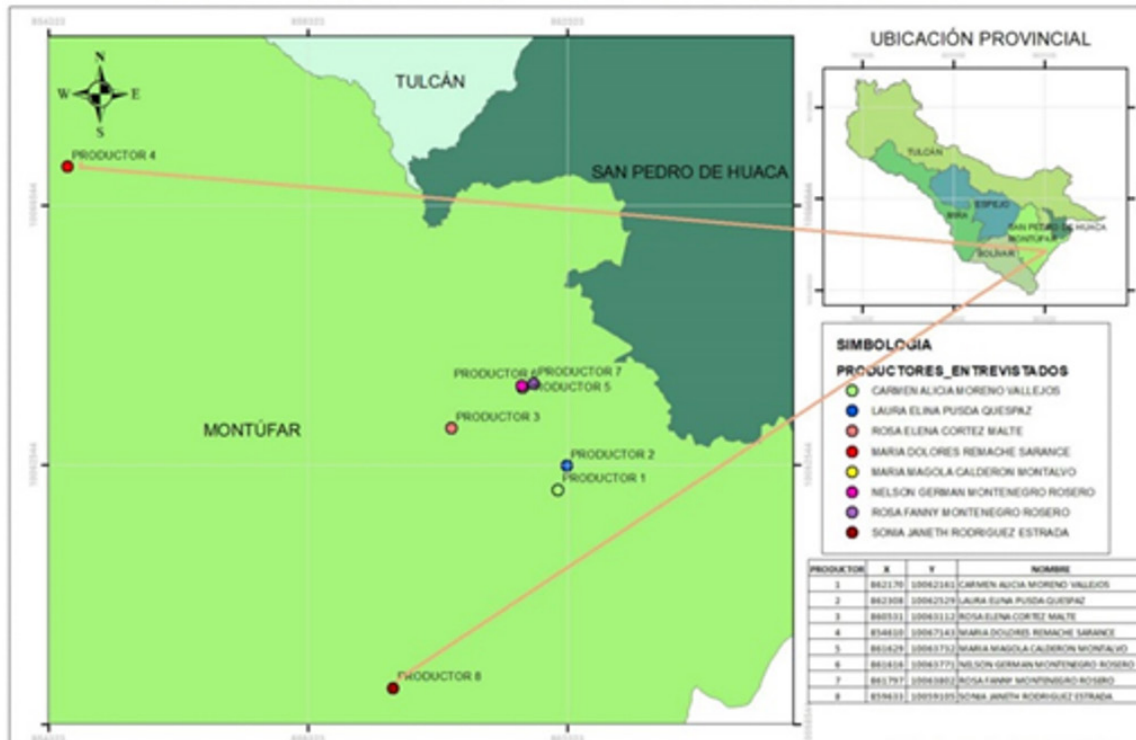 UBICACIÓN PROVINCIAL
N
W E
S
TULCÁN
PRODUCTOR 4
SAN PEDRO DE HUACA
TULCÁN
ESPEJO
MIRA
SAN PEDRO DE HUACA
MONTÚFAR
BOLÍVAR
PRODUCTOR 6
PRODUCTOR 7
PRODUCTOR 5
PRODUCTOR 3
MONTÚFAR
PRODUCTOR 2
PRODUCTOR 1
PRODUCTOR 8
SIMBOLOGIA
PRODUCTORES_ENTREVISTADOS
CARMEN ALICIA MORENO VALLEJOS
LAURA ELINA PUSDA QUESPAZ
ROSA ELENA CORTEZ MALTE
MARIA DOLORES REMACHE SARANCE
MARIA MAGOLA CALDERON MONTALVO
NELSON GERMAN MONTENEGRO ROSERO
ROSA FANNY MONTENEGRO ROSERO
SONIA JANETH RODRIGUEZ ESTRADA
PRODUCTOR X Y NOMBRE
1 862170 10062161 CARMEN ALICIA MORENO VALLEJOS
2 862308 10062529 LAURA ELINA PUSDA QUESPAZ
3 860531 10063112 ROSA ELENA CORTEZ MALTE
4 854610 10067143 MARIA DOLORES REMACHE SARANCE
5 861629 10063732 MARIA MAGOLA CALDERON MONTALVO
6 861616 10063771 NELSON GERMAN MONTENEGRO ROSERO
7 861797 10063802 ROSA FANNY MONTENEGRO ROSERO
8 859633 10059105 SONIA JANETH RODRIGUEZ ESTRADA